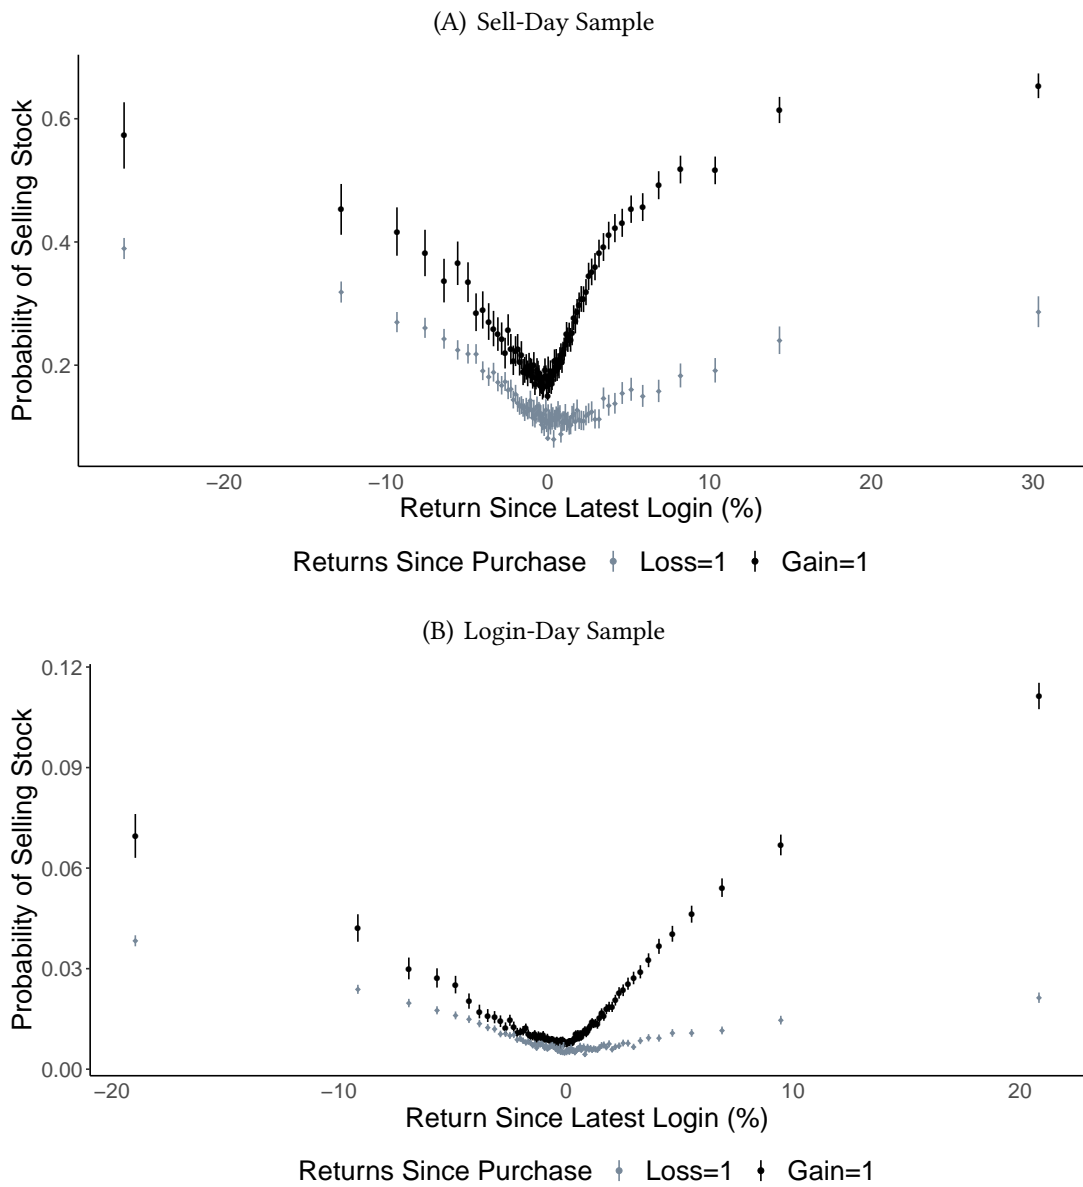 (A) Sell-Day Sample
Probability of Selling Stock
0.6
0.4
0.2
−20 −10 0 10 20 30
Return Since Latest Login (%)
Returns Since Purchase Loss=1 Gain=1
(B) Login-Day Sample
Probability of Selling Stock
0.12
0.09
0.06
0.03
0.00
−20 −10 0 10 20
Return Since Latest Login (%)
Returns Since Purchase Loss=1 Gain=1